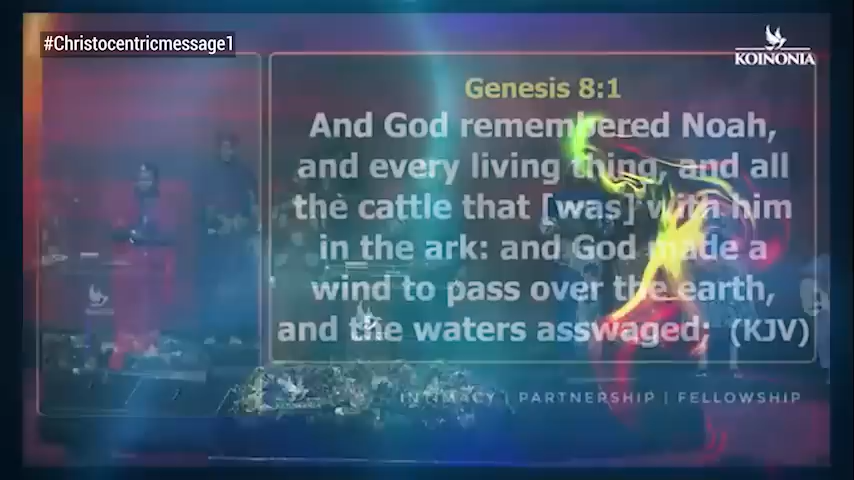 #Christocentricmessage1
KOINONIA
Genesis 8:1
And God remembered Noah,
and every living thing, and all
the cattle that [was] with him
in the ark: and God made a
wind to pass over the earth,
and the waters asswaged; (KJV)
INTIMACY | PARTNERSHIP | FELLOWSHIP